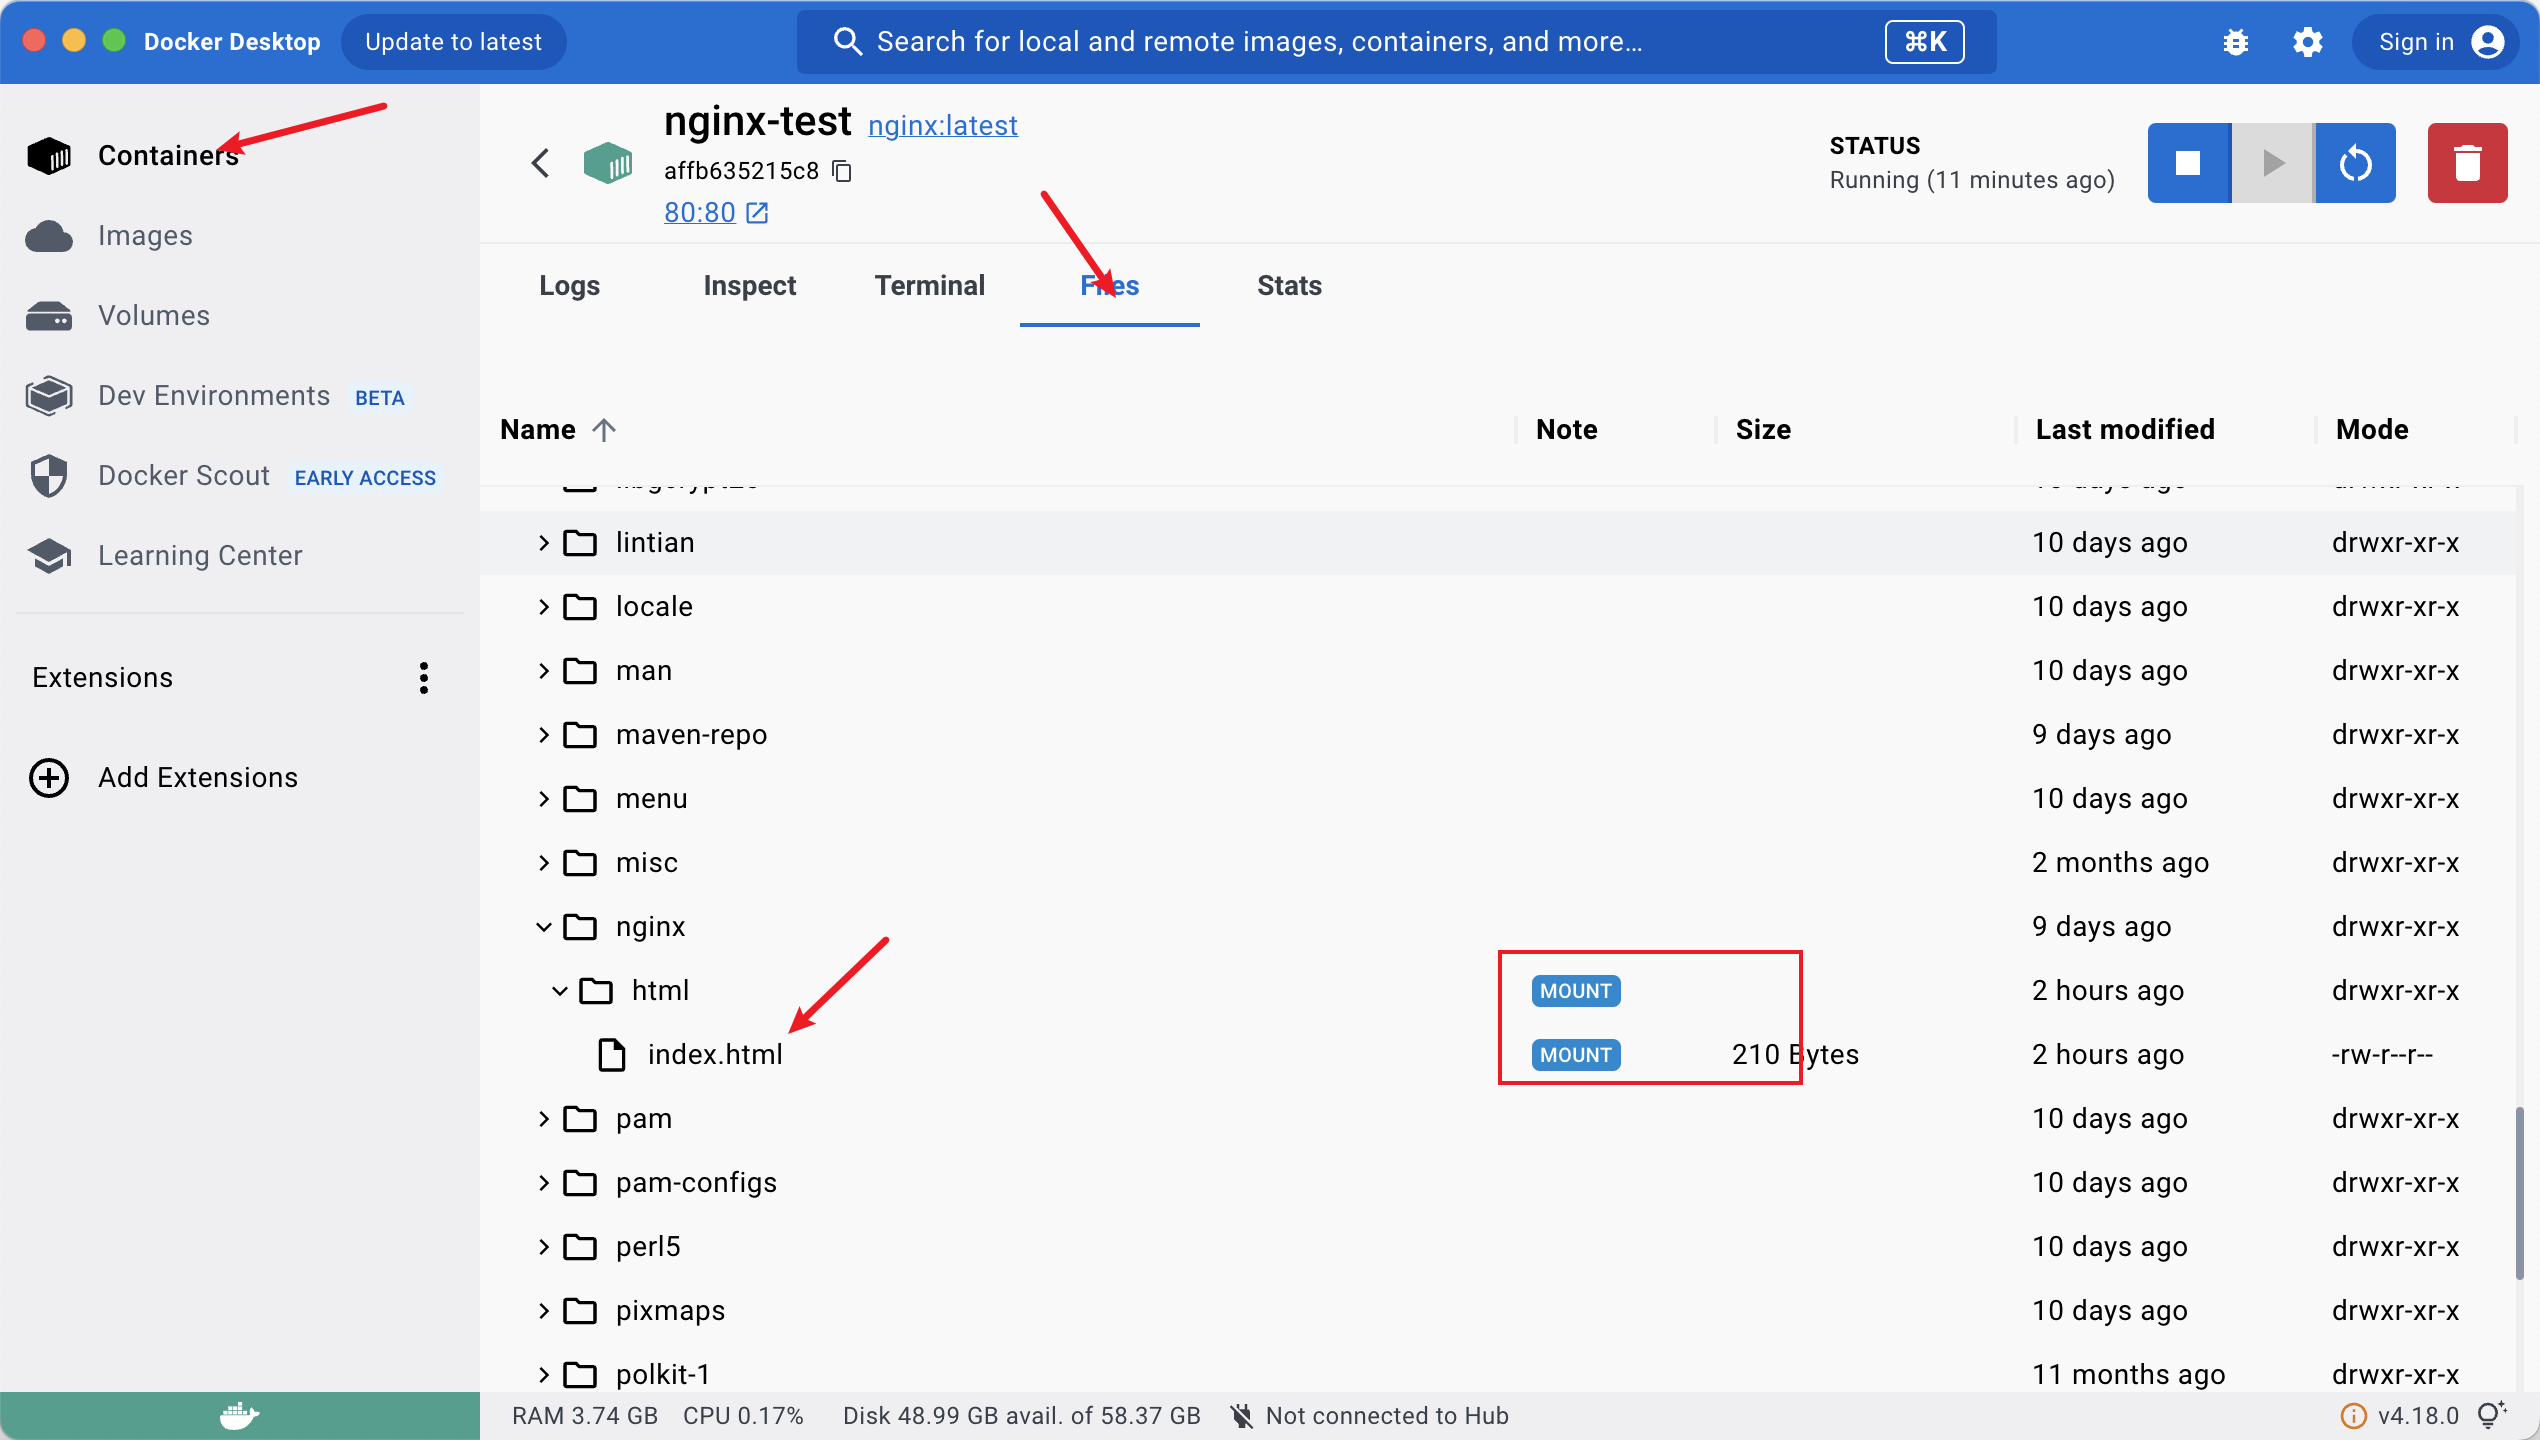 Docker Desktop Update to latest Search for local and remote images, containers, and more... ⌘K Sign in
Containers
Images
Volumes
Dev Environments BETA
Docker Scout EARLY ACCESS
Learning Center
Extensions
Add Extensions
nginx-test nginx:latest
affb635215c8
80:80
STATUS
Running (11 minutes ago)
Logs Inspect Terminal Files Stats
Name Note Size Last modified Mode
lintian 10 days ago drwxr-xr-x
locale 10 days ago drwxr-xr-x
man 10 days ago drwxr-xr-x
maven-repo 9 days ago drwxr-xr-x
menu 10 days ago drwxr-xr-x
misc 2 months ago drwxr-xr-x
nginx 9 days ago drwxr-xr-x
html MOUNT 2 hours ago drwxr-xr-x
index.html MOUNT 210 Bytes 2 hours ago -rw-r--r--
pam 10 days ago drwxr-xr-x
pam-configs 10 days ago drwxr-xr-x
perl5 10 days ago drwxr-xr-x
pixmaps 10 days ago drwxr-xr-x
polkit-1 11 months ago drwxr-xr-x
RAM 3.74 GB CPU 0.17% Disk 48.99 GB avail. of 58.37 GB Not connected to Hub v4.18.0